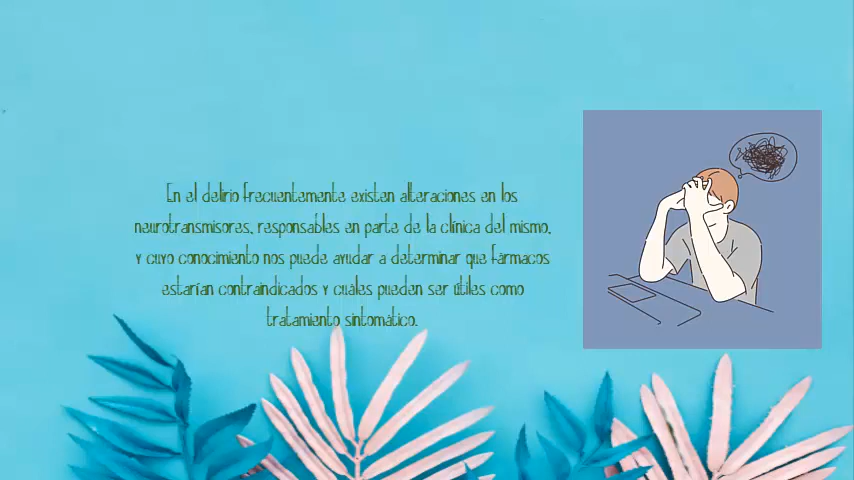 En el delirio frecuentemente existen alteraciones en los
neurotransmisores, responsables en parte de la clínica del mismo,
y cuyo conocimiento nos puede ayudar a determinar que fármacos
estarían contraindicados y cuáles pueden ser útiles como
tratamiento sintomático.